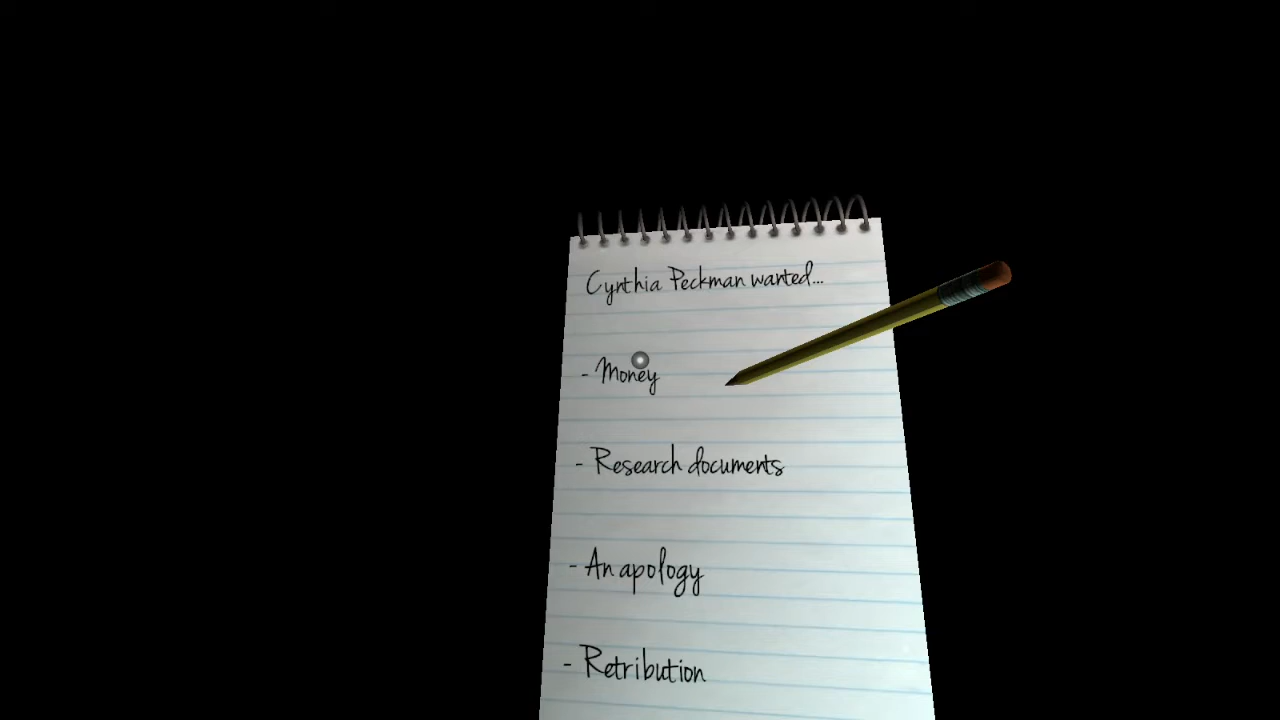 Cynthia Peckman wanted...
- Money
- Research documents
- An apology
- Retribution